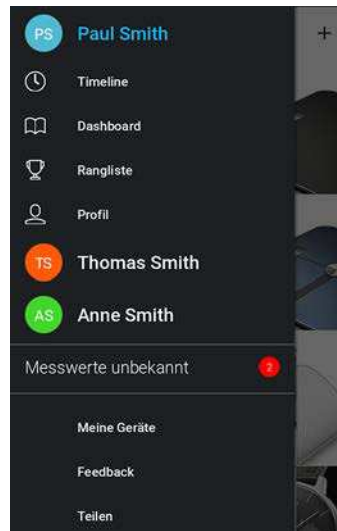 PS Paul Smith
+
Timeline
Dashboard
Rangliste
Profil
TS Thomas Smith
AS Anne Smith
Messwerte unbekannt 2
Meine Geräte
Feedback
Teilen